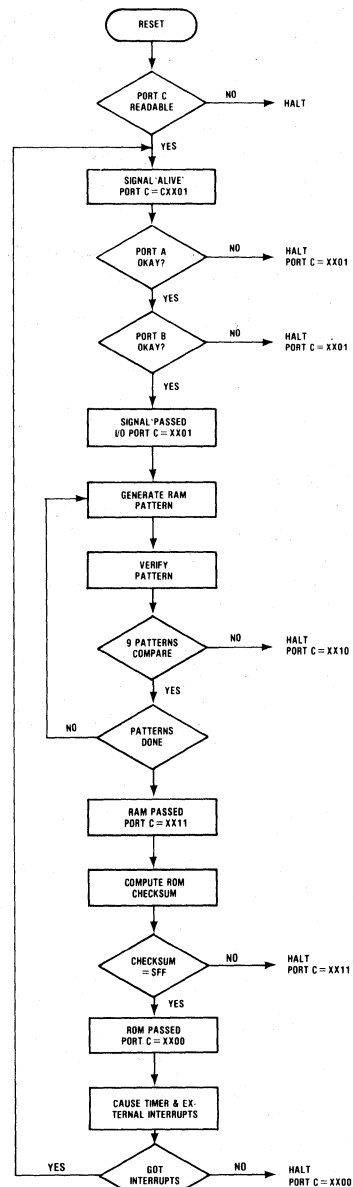 RESET
PORT C
READABLE
NO
HALT
YES
SIGNAL 'ALIVE'
PORT C = CXX01
PORT A
OKAY?
NO
HALT
PORT C = XX01
YES
PORT B
OKAY?
NO
HALT
PORT C = XX01
YES
SIGNAL PASSED
I/O PORT C = XX01
GENERATE RAM
PATTERN
VERIFY
PATTERN
9 PATTERNS
COMPARE
NO
HALT
PORT C = XX10
YES
NO
PATTERNS
DONE
RAM PASSED
PORT C = XX11
COMPUTE ROM
CHECKSUM
CHECKSUM
= SFF
NO
HALT
PORT C = XX11
YES
ROM PASSED
PORT C = XX00
CAUSE TIMER & EX-
TERNAL INTERRUPTS
YES
GOT
INTERRUPTS
NO
HALT
PORT C = XX00